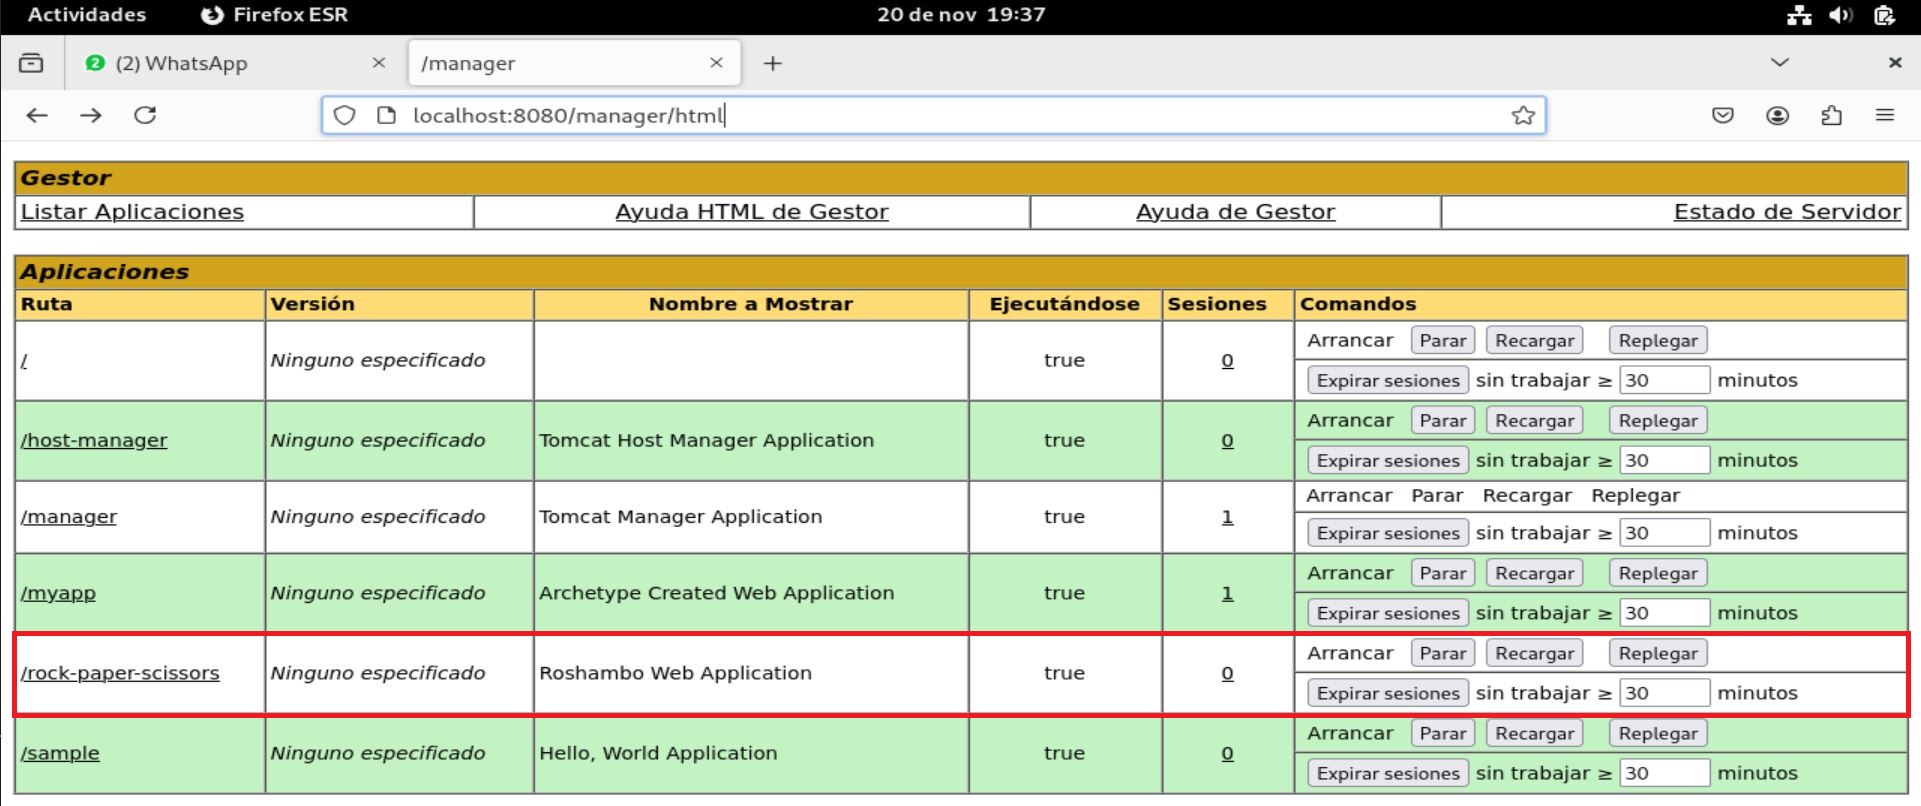 Actividades Firefox ESR 20 de nov 19:37
2 (2) WhatsApp × /manager × + ×
localhost:8080/manager/html
Gestor
Listar Aplicaciones Ayuda HTML de Gestor Ayuda de Gestor Estado de Servidor
Aplicaciones
Ruta Versión Nombre a Mostrar Ejecutándose Sesiones Comandos
Arrancar Parar Recargar Replegar
/ Ninguno especificado true 0
Expirar sesiones sin trabajar ≥ 30 minutos
Arrancar Parar Recargar Replegar
/host-manager Ninguno especificado Tomcat Host Manager Application true 0
Expirar sesiones sin trabajar ≥ 30 minutos
Arrancar Parar Recargar Replegar
/manager Ninguno especificado Tomcat Manager Application true 1
Expirar sesiones sin trabajar ≥ 30 minutos
Arrancar Parar Recargar Replegar
/myapp Ninguno especificado Archetype Created Web Application true 1
Expirar sesiones sin trabajar ≥ 30 minutos
Arrancar Parar Recargar Replegar
/rock-paper-scissors Ninguno especificado Roshambo Web Application true 0
Expirar sesiones sin trabajar ≥ 30 minutos
Arrancar Parar Recargar Replegar
/sample Ninguno especificado Hello, World Application true 0
Expirar sesiones sin trabajar ≥ 30 minutos